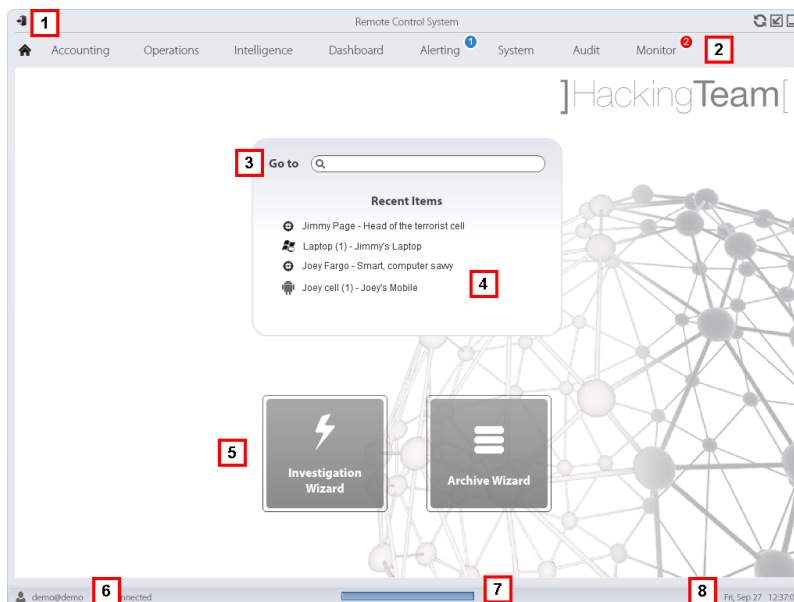 1 Remote Control System
Accounting Operations Intelligence Dashboard Alerting 1 System Audit Monitor 2 2
]HackingTeam[
3 Go to
Recent Items
Jimmy Page - Head of the terrorist cell
Laptop (1) - Jimmy's Laptop
Joey Fargo - Smart, computer savvy
Joey cell (1) - Joey's Mobile
4
5
Investigation
Wizard
Archive Wizard
demo@demo 6 nnected 7 8 Fri, Sep 27 12:37:0